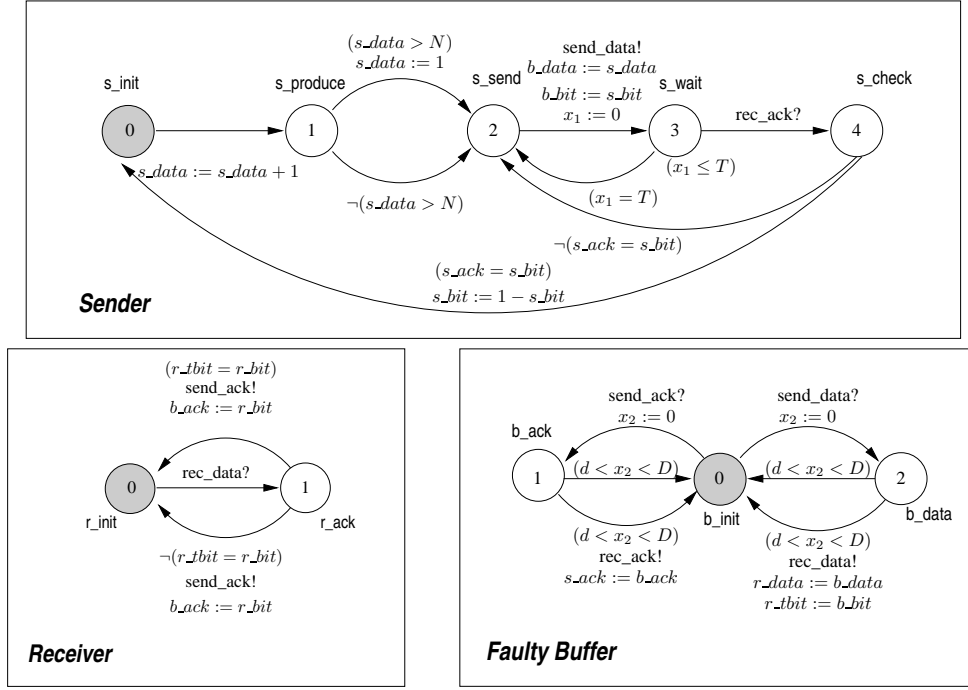 (s_data > N)
s_data := 1
send_data!
b_data := s_data
b_bit := s_bit
x1 := 0
s_init
s_produce
s_send
s_wait
s_check
0
1
2
3
4
rec_ack?
s_data := s_data + 1
¬(s_data > N)
(x1 = T)
(x1 ≤ T)
¬(s_ack = s_bit)
(s_ack = s_bit)
s_bit := 1 − s_bit
Sender
(r_tbit = r_bit)
send_ack!
b_ack := r_bit
rec_data?
0
1
r_init
r_ack
¬(r_tbit = r_bit)
send_ack!
b_ack := r_bit
Receiver
send_ack?
x2 := 0
send_data?
x2 := 0
b_ack
(d < x2 < D)
(d < x2 < D)
1
0
2
b_init
b_data
(d < x2 < D)
rec_ack!
s_ack := b_ack
(d < x2 < D)
rec_data!
r_data := b_data
r_tbit := b_bit
Faulty Buffer